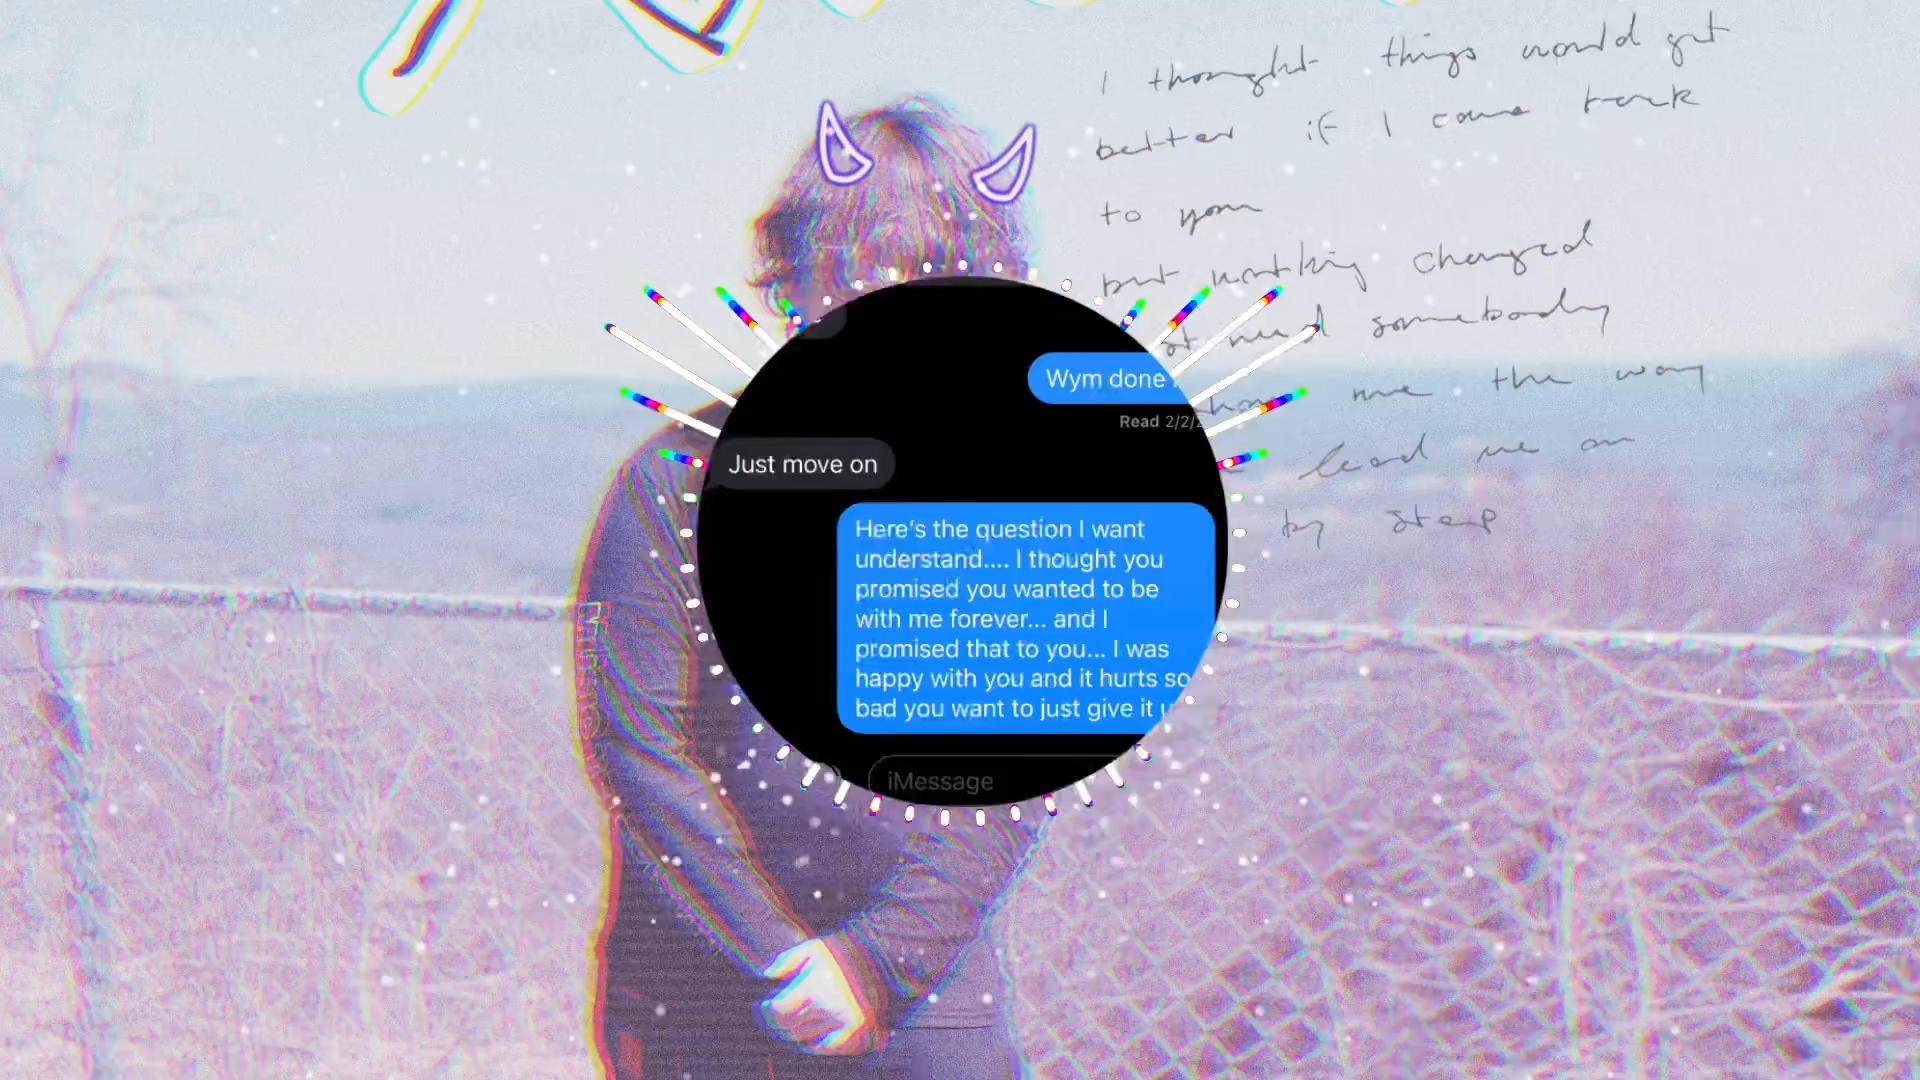 I thought things would get
better if I came back
to you
but nothing changed
need somebody
me the way
lead me on
by step
Wym done
Read 2/2/2
Just move on
Here's the question I want
understand.... I thought you
promised you wanted to be
with me forever... and I
promised that to you... I was
happy with you and it hurts so
bad you want to just give it
iMessage